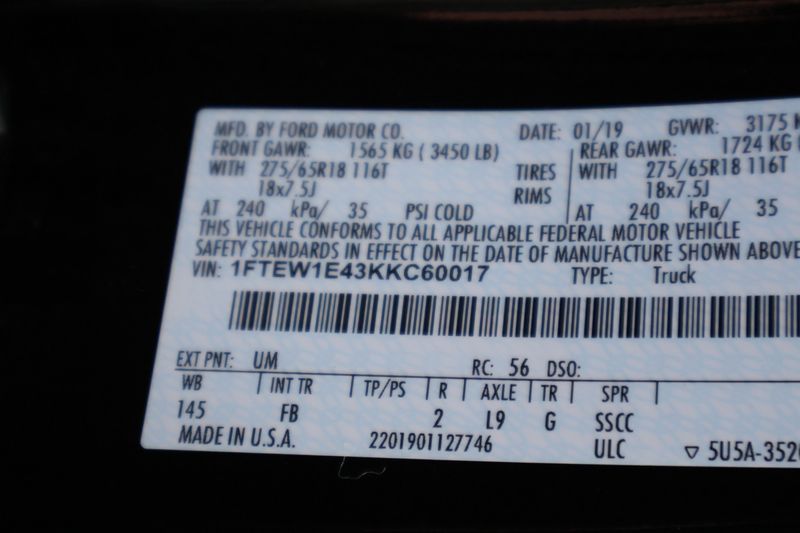 MFD. BY FORD MOTOR CO. DATE: 01/19 GVWR: 3175 K
FRONT GAWR: 1565 KG ( 3450 LB) REAR GAWR: 1724 KG
WITH 275/65R18 116T TIRES WITH 275/65R18 116T
18x7.5J RIMS 18x7.5J
AT 240 kPa/ 35 PSI COLD AT 240 kPa/ 35
THIS VEHICLE CONFORMS TO ALL APPLICABLE FEDERAL MOTOR VEHICLE
SAFETY STANDARDS IN EFFECT ON THE DATE OF MANUFACTURE SHOWN ABOVE
VIN: 1FTEW1E43KKC60017 TYPE: Truck
EXT PNT: UM RC: 56 DSO:
WB INT TR TP/PS R AXLE TR SPR
145 FB 2 L9 G SSCC
MADE IN U.S.A. 2201901127746 ULC ▽ 5U5A-3520